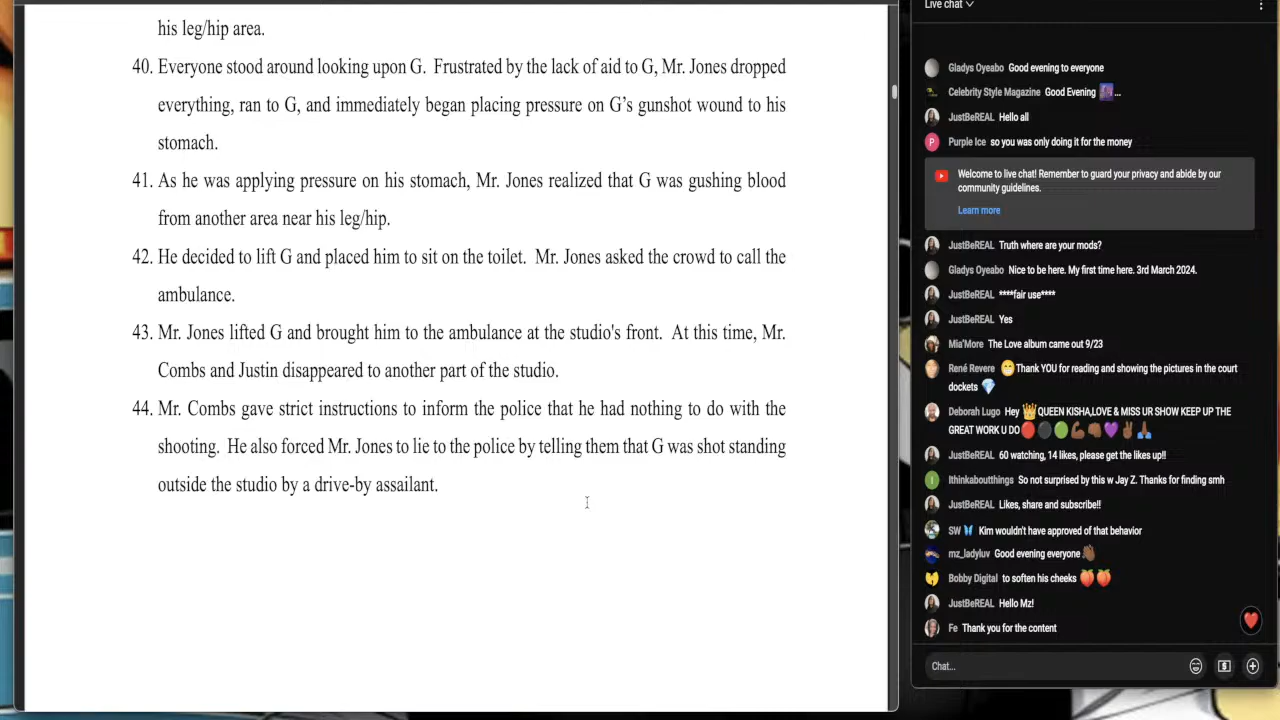 his leg/hip area.
40. Everyone stood around looking upon G. Frustrated by the lack of aid to G, Mr. Jones dropped
everything, ran to G, and immediately began placing pressure on G's gunshot wound to his
stomach.
41. As he was applying pressure on his stomach, Mr. Jones realized that G was gushing blood
from another area near his leg/hip.
42. He decided to lift G and placed him to sit on the toilet. Mr. Jones asked the crowd to call the
ambulance.
43. Mr. Jones lifted G and brought him to the ambulance at the studio's front. At this time, Mr.
Combs and Justin disappeared to another part of the studio.
44. Mr. Combs gave strict instructions to inform the police that he had nothing to do with the
shooting. He also forced Mr. Jones to lie to the police by telling them that G was shot standing
outside the studio by a drive-by assailant.
Live chat
Gladys Oyeabo Good evening to everyone
Celebrity Style Magazine Good Evening ...
JustBeREAL Hello all
P Purple Ice so you was only doing it for the money
Welcome to live chat! Remember to guard your privacy and abide by our
community guidelines.
Learn more
JustBeREAL Truth where are your mods?
Gladys Oyeabo Nice to be here. My first time here. 3rd March 2024.
JustBeREAL ****fair use****
JustBeREAL Yes
Mia'More The Love album came out 9/23
René Revere 😁Thank YOU for reading and showing the pictures in the court
dockets 💎
Deborah Lugo Hey 👑QUEEN KISHA,LOVE & MISS UR SHOW KEEP UP THE
GREAT WORK U DO🔴⚫🟢💪🏾👊🏾💜✌🏾🙏🏾
JustBeREAL 60 watching, 14 likes, please get the likes up!!
I Ithinkaboutthings So not surprised by this w Jay Z. Thanks for finding smh
JustBeREAL Likes, share and subscribe!!
SW 🦋 Kim wouldn't have approved of that behavior
mz_ladyluv Good evening everyone👋🏾
Bobby Digital to soften his cheeks 🍑🍑
JustBeREAL Hello Mz!
Fe Thank you for the content
Chat...